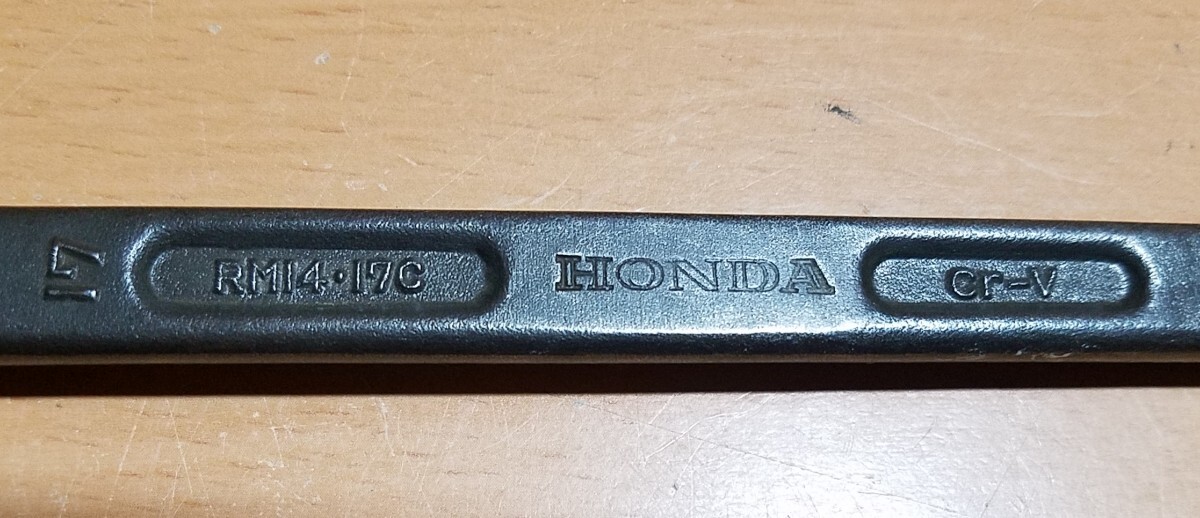 17
RM14·17C
HONDA
Cr-V